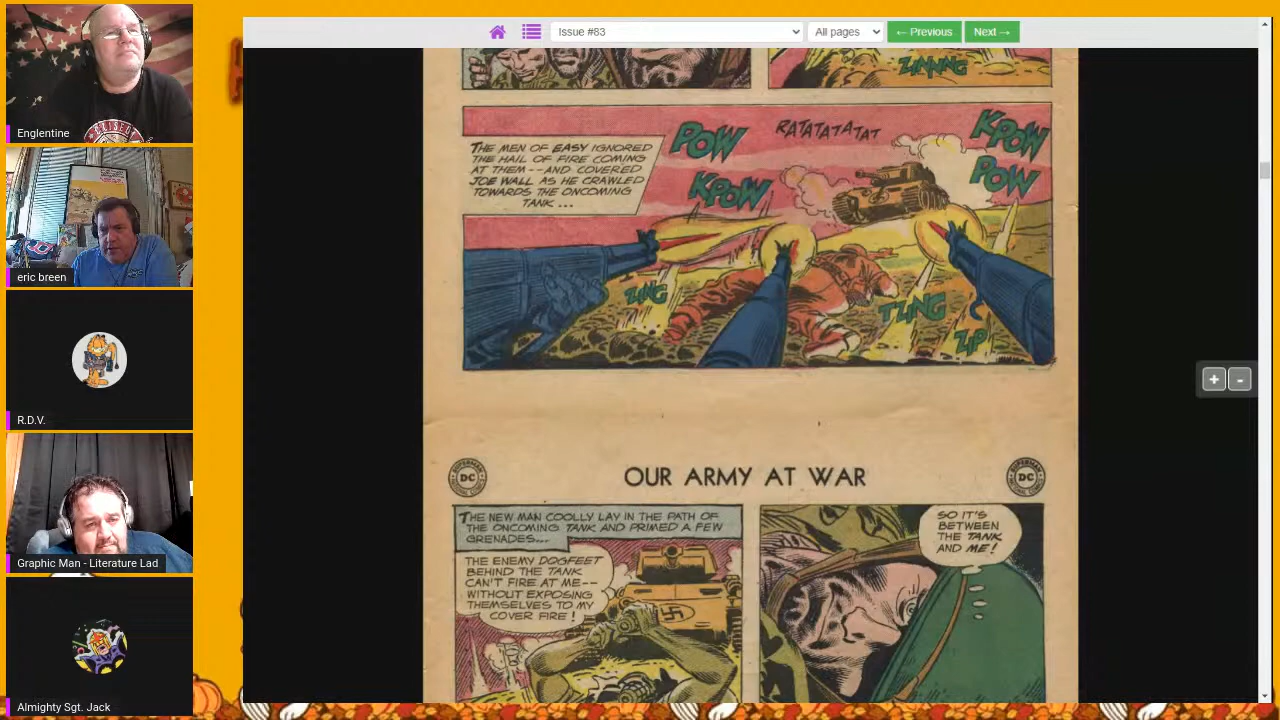 Englentine
eric breen
R.D.V.
Graphic Man - Literature Lad
Almighty Sgt. Jack
Issue #83
All pages
← Previous
Next →
ZINNNG
THE MEN OF EASY IGNORED
THE HAIL OF FIRE COMING
AT THEM--AND COVERED
JOE WALL AS HE CRAWLED
TOWARDS THE ONCOMING
TANK...
POW
RATATATATAT
KPOW
POW
KPOW
ZING
TZING
ZIP
DC
OUR ARMY AT WAR
DC
THE NEW MAN COOLLY LAY IN THE PATH OF
THE ONCOMING TANK AND PRIMED A FEW
GRENADES...
THE ENEMY DOGFEET
BEHIND THE TANK
CAN'T FIRE AT ME--
WITHOUT EXPOSING
THEMSELVES TO MY
COVER FIRE!
SO IT'S
BETWEEN
THE TANK
AND ME!
+ -